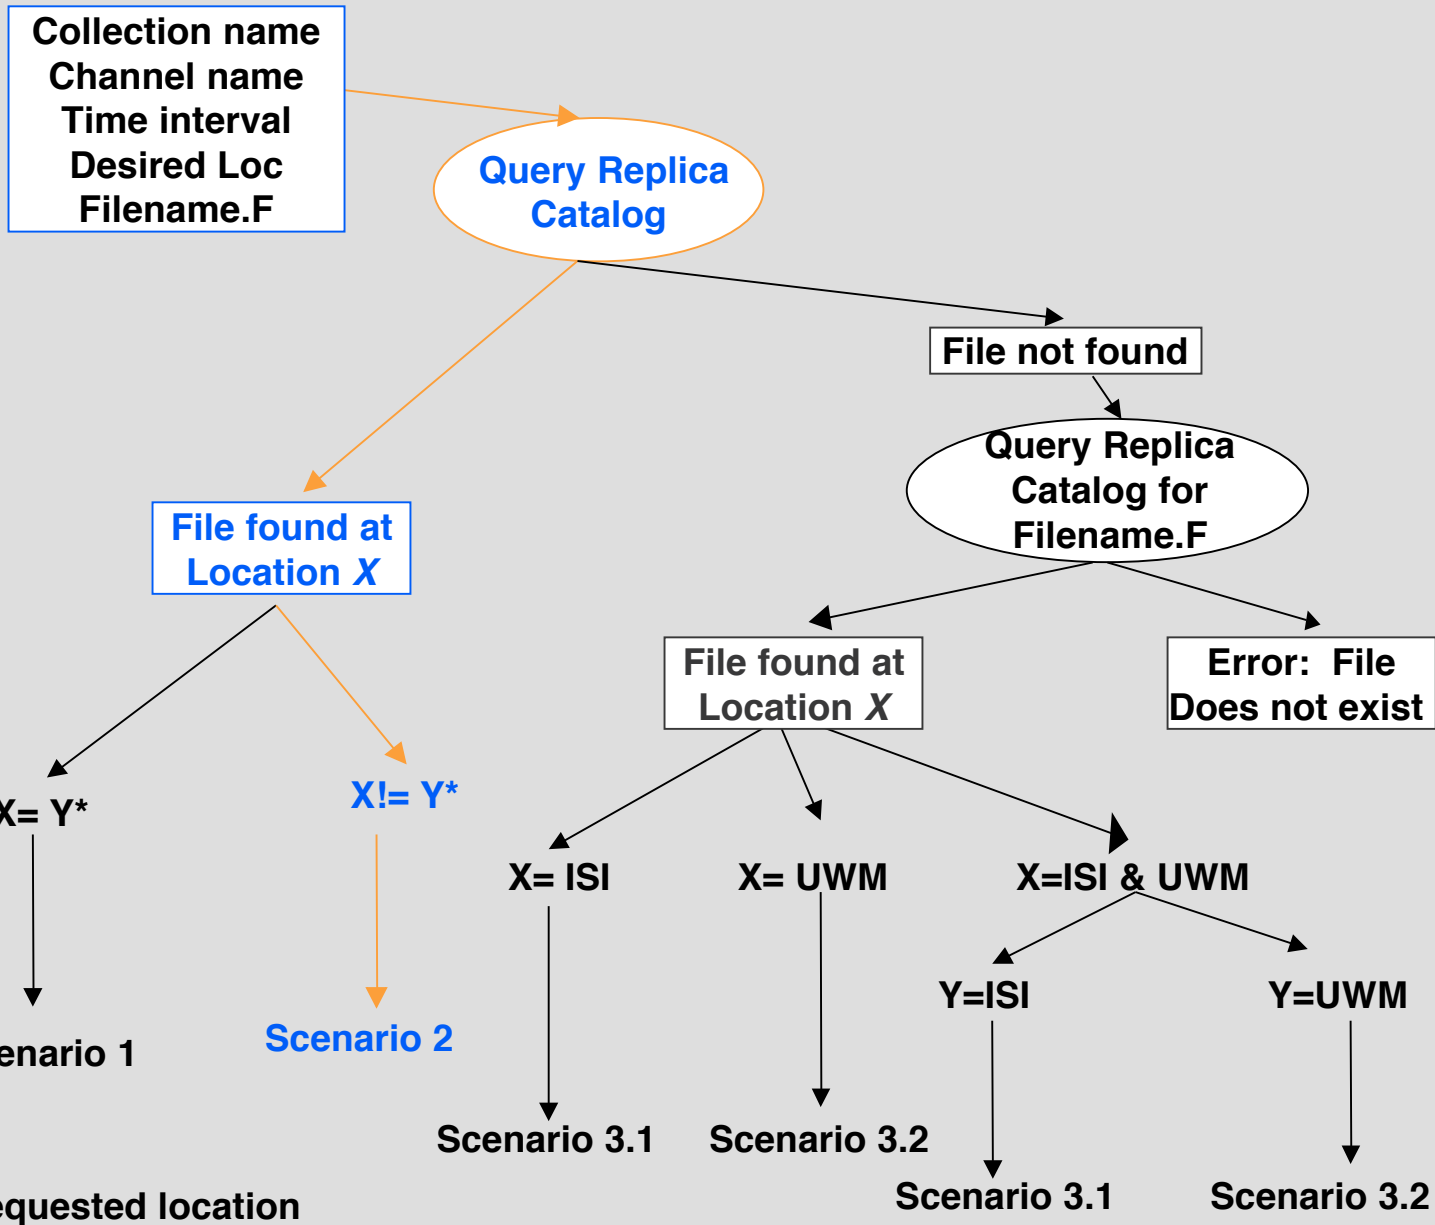 Collection name
Channel name
Time interval
Desired Loc
Filename.F
Query Replica
Catalog
File not found
Query Replica
Catalog for
Filename.F
File found at
Location X
File found at
Location X
Error: File
Does not exist
X= Y*
X!= Y*
X= ISI
X= UWM
X=ISI & UWM
Y=ISI
Y=UWM
enario 1
Scenario 2
Scenario 3.1
Scenario 3.2
Scenario 3.1
Scenario 3.2
equested location